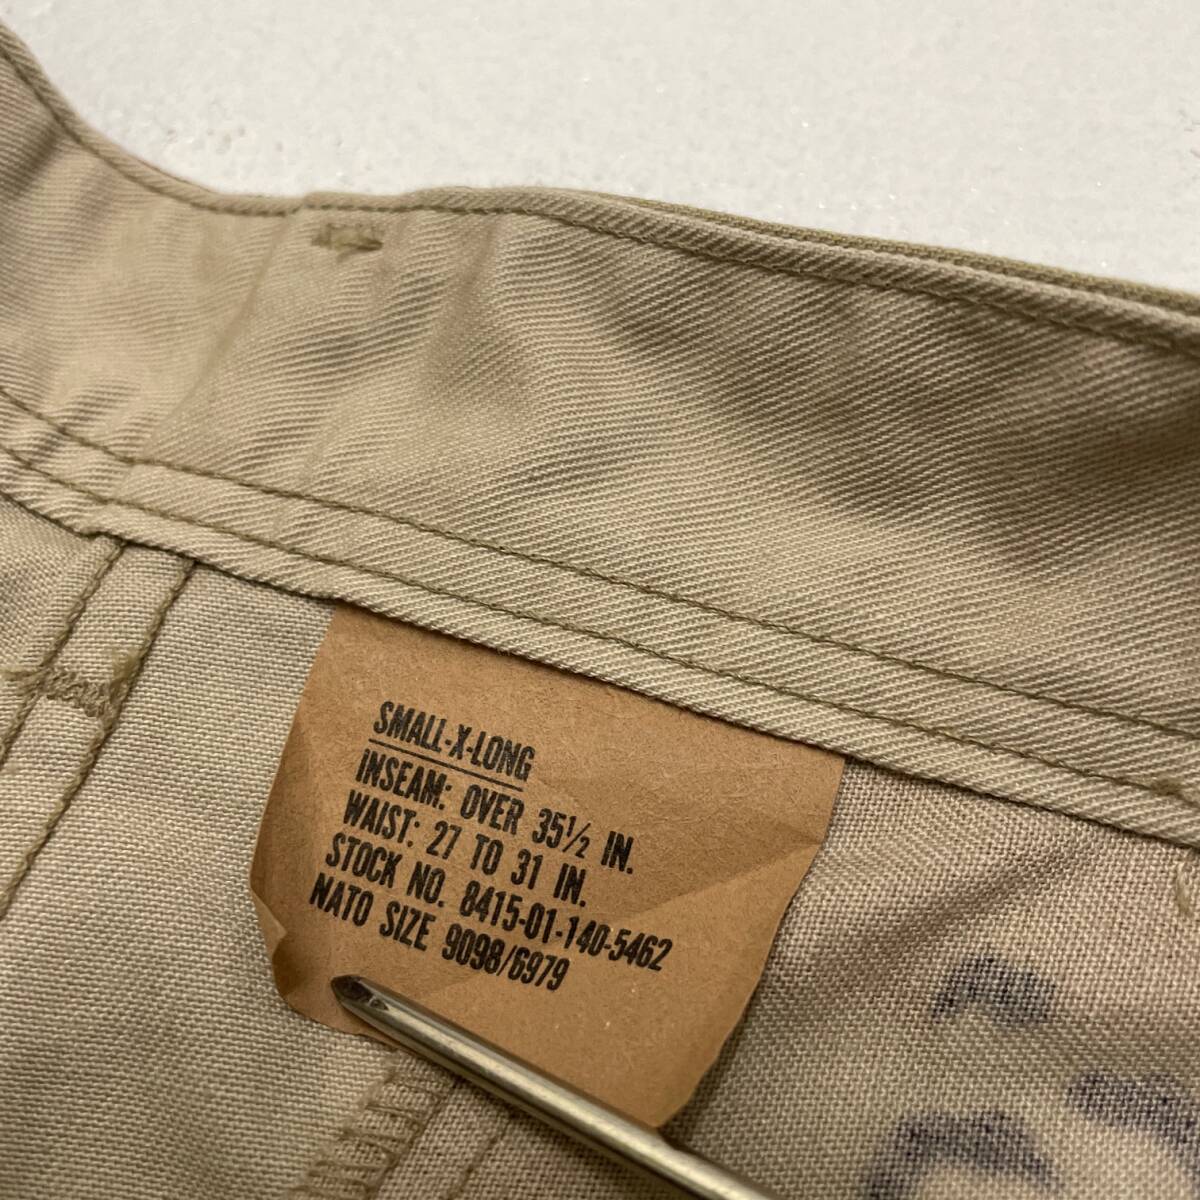 SMALL-X-LONG
INSEAM: OVER 35½ IN.
WAIST: 27 TO 31 IN.
STOCK NO. 8415-01-140-5462
NATO SIZE 9098/6979